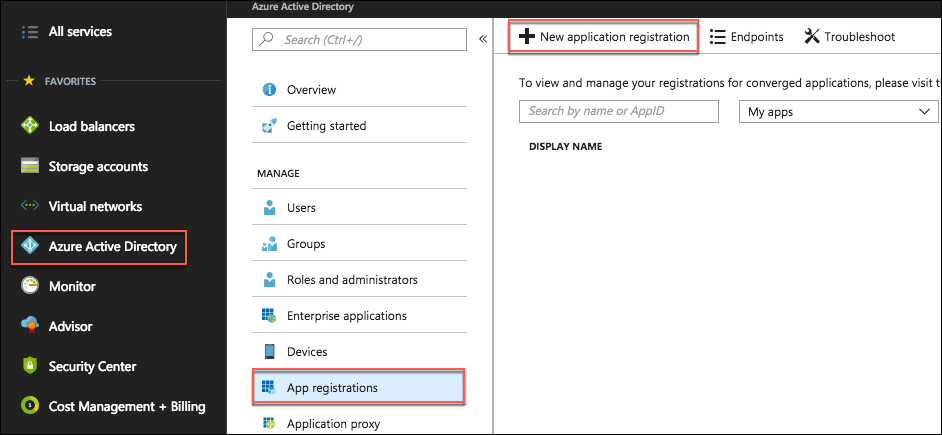 All services
FAVORITES
Load balancers
Storage accounts
Virtual networks
Azure Active Directory
Monitor
Advisor
Security Center
Cost Management + Billing
Azure Active Directory
Search (Ctrl+/)
Overview
Getting started
MANAGE
Users
Groups
Roles and administrators
Enterprise applications
Devices
App registrations
Application proxy
New application registration
Endpoints
Troubleshoot
To view and manage your registrations for converged applications, please visit
Search by name or AppID
My apps
DISPLAY NAME